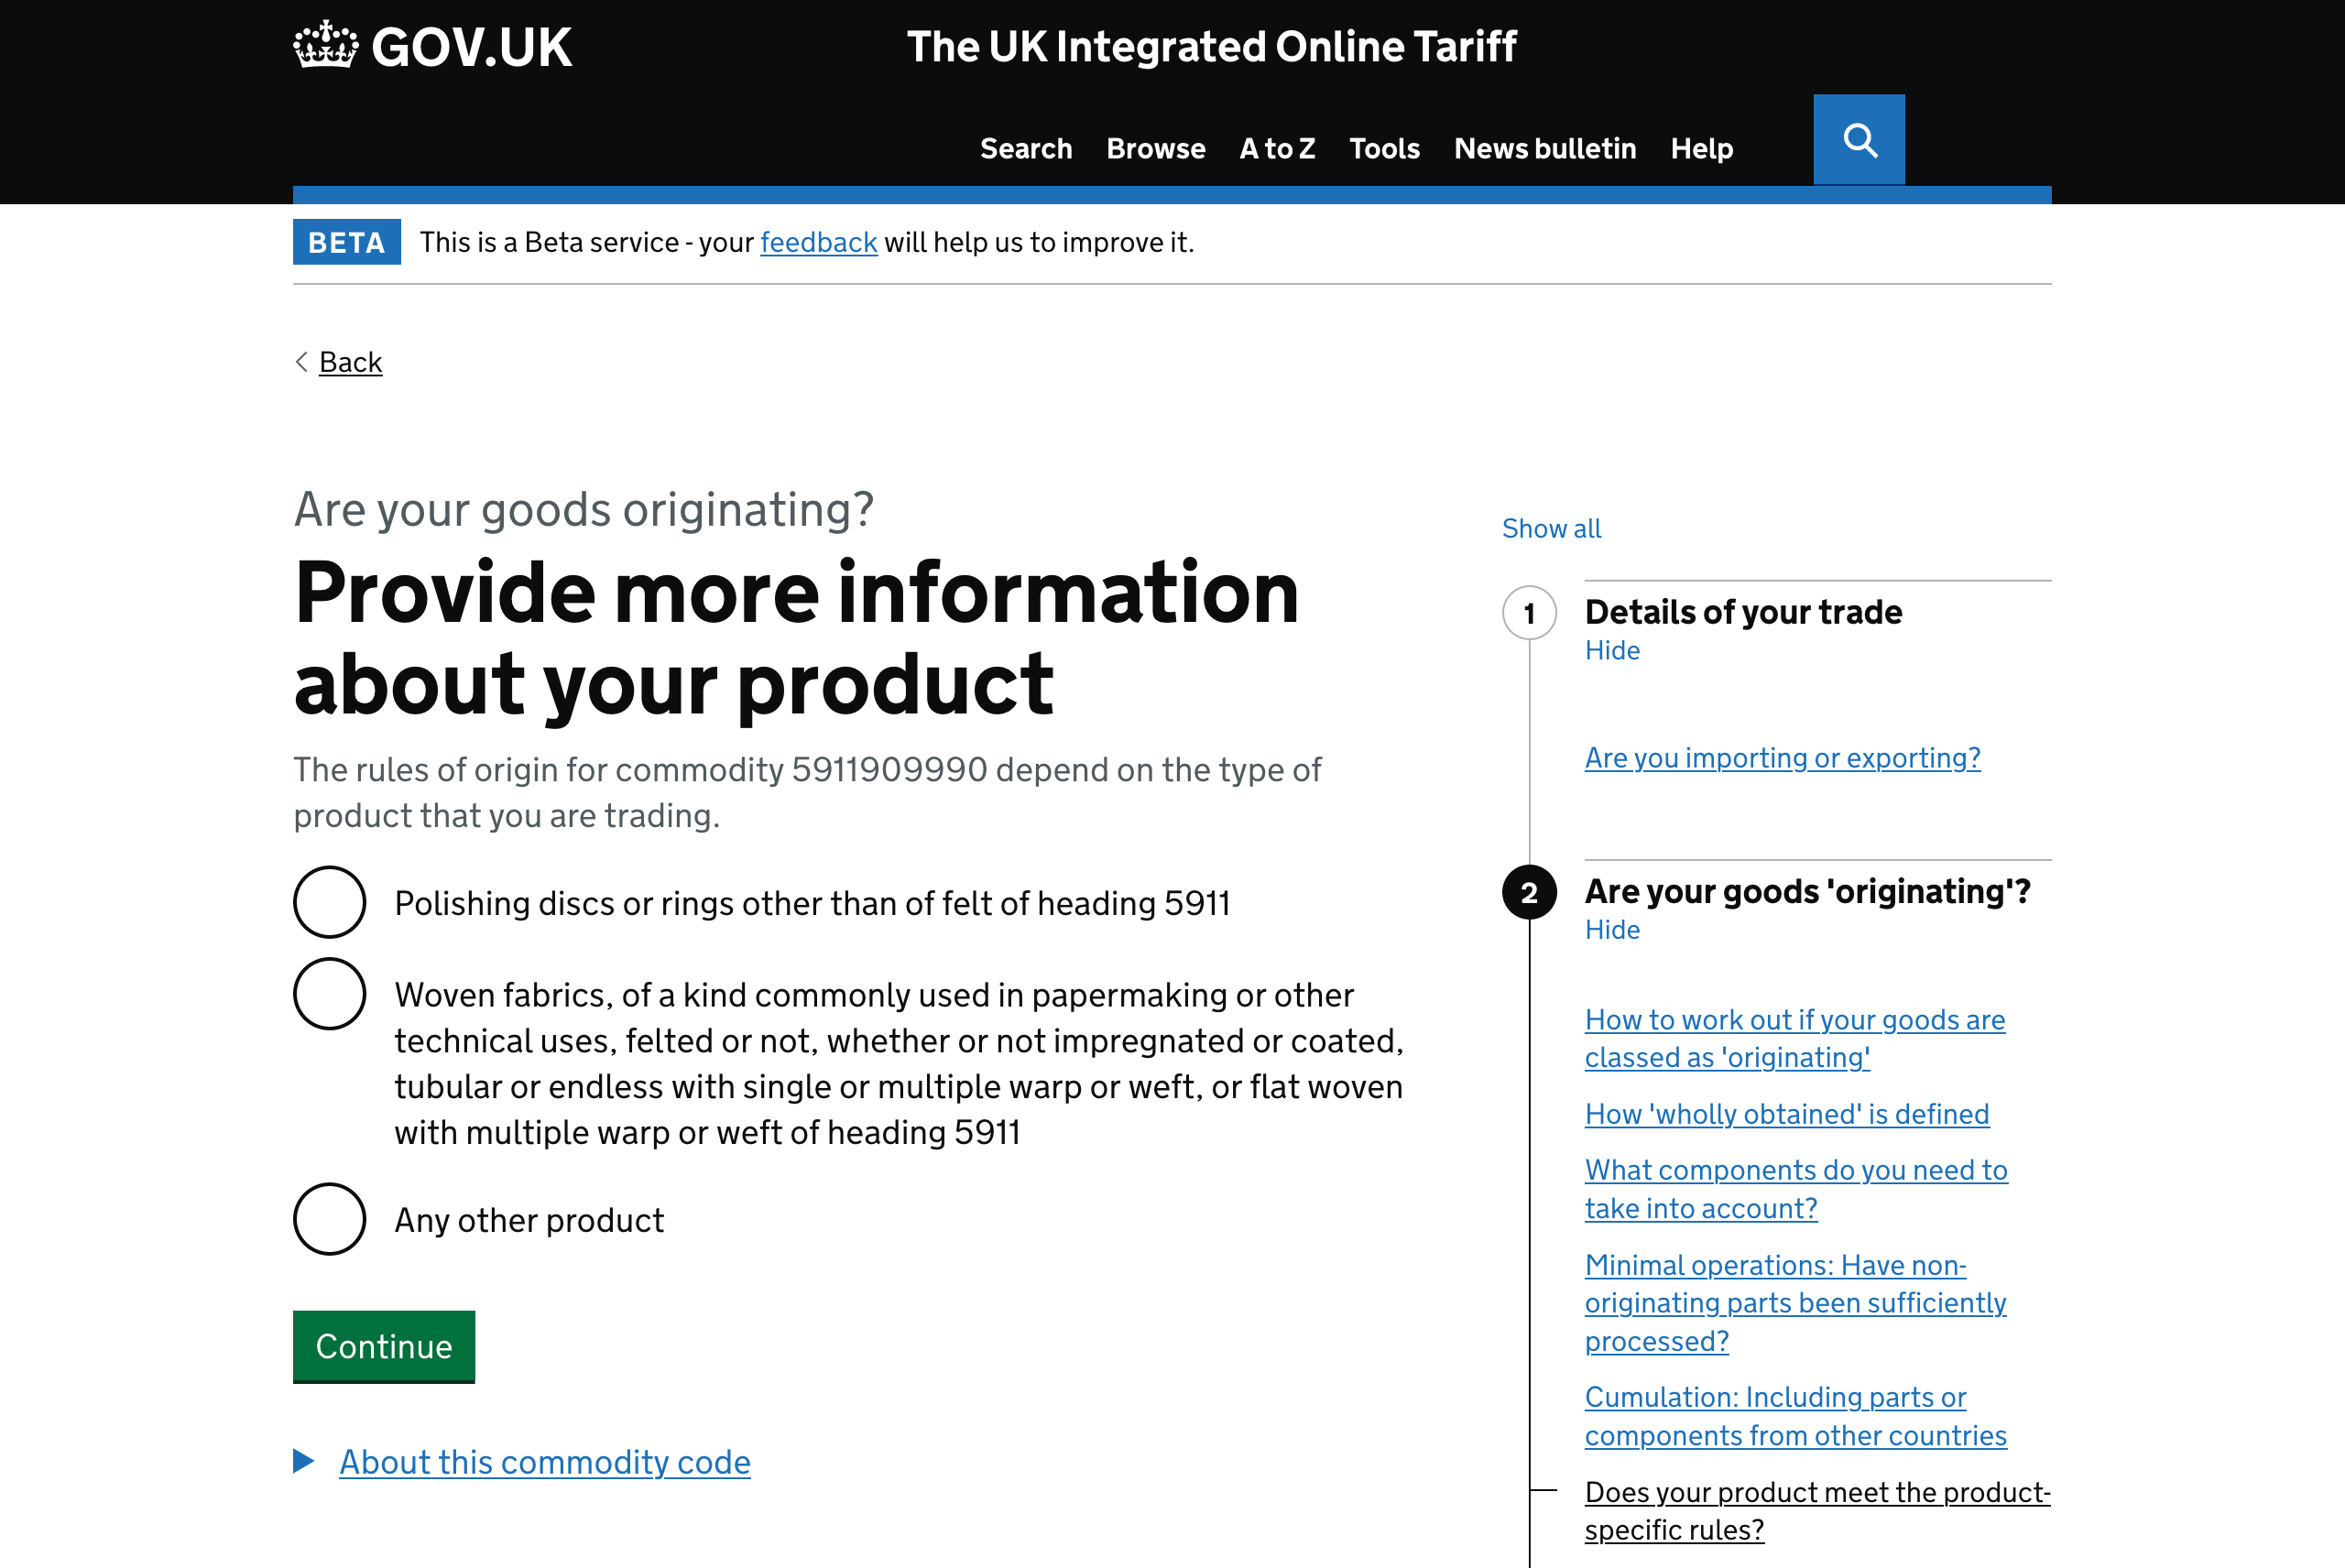 GOV.UK
The UK Integrated Online Tariff
Search Browse A to Z Tools News bulletin Help
BETA This is a Beta service - your feedback will help us to improve it.
Back
Are your goods originating?
Provide more information
about your product
The rules of origin for commodity 5911909990 depend on the type of
product that you are trading.
Polishing discs or rings other than of felt of heading 5911
Woven fabrics, of a kind commonly used in papermaking or other
technical uses, felted or not, whether or not impregnated or coated,
tubular or endless with single or multiple warp or weft, or flat woven
with multiple warp or weft of heading 5911
Any other product
Continue
About this commodity code
Show all
1 Details of your trade
Hide
Are you importing or exporting?
2 Are your goods 'originating'?
Hide
How to work out if your goods are
classed as 'originating'
How 'wholly obtained' is defined
What components do you need to
take into account?
Minimal operations: Have non-
originating parts been sufficiently
processed?
Cumulation: Including parts or
components from other countries
Does your product meet the product-
specific rules?